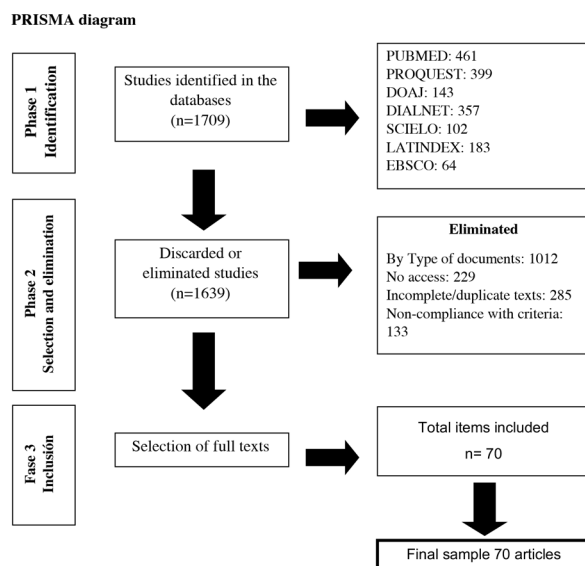 PRISMA diagram
Phase 1
Identification
Studies identified in the
databases
(n=1709)
PUBMED: 461
PROQUEST: 399
DOAJ: 143
DIALNET: 357
SCIELO: 102
LATINDEX: 183
EBSCO: 64
Phase 2
Selection and elimination
Discarded or
eliminated studies
(n=1639)
Eliminated
By Type of documents: 1012
No access: 229
Incomplete/duplicate texts: 285
Non-compliance with criteria:
133
Fase 3
Inclusión
Selection of full texts
Total items included
n= 70
Final sample 70 articles